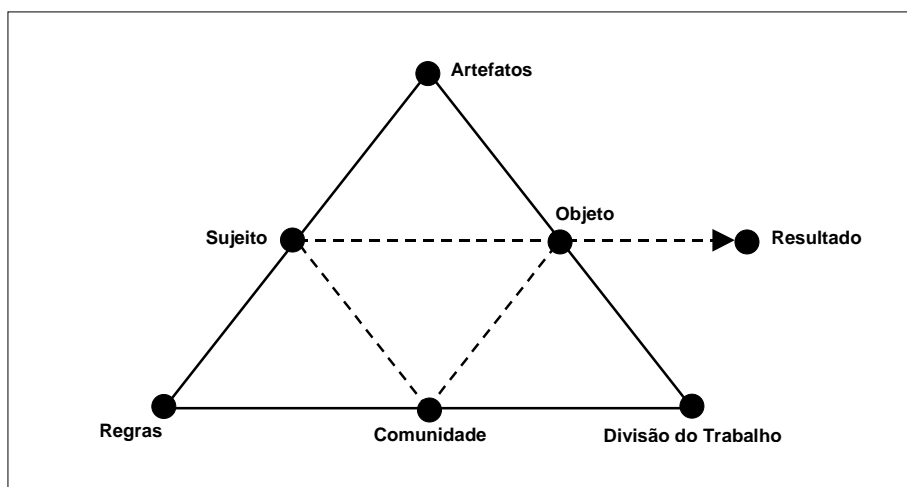 Artefatos
Objeto
Sujeito
Resultado
Regras
Comunidade
Divisão do Trabalho